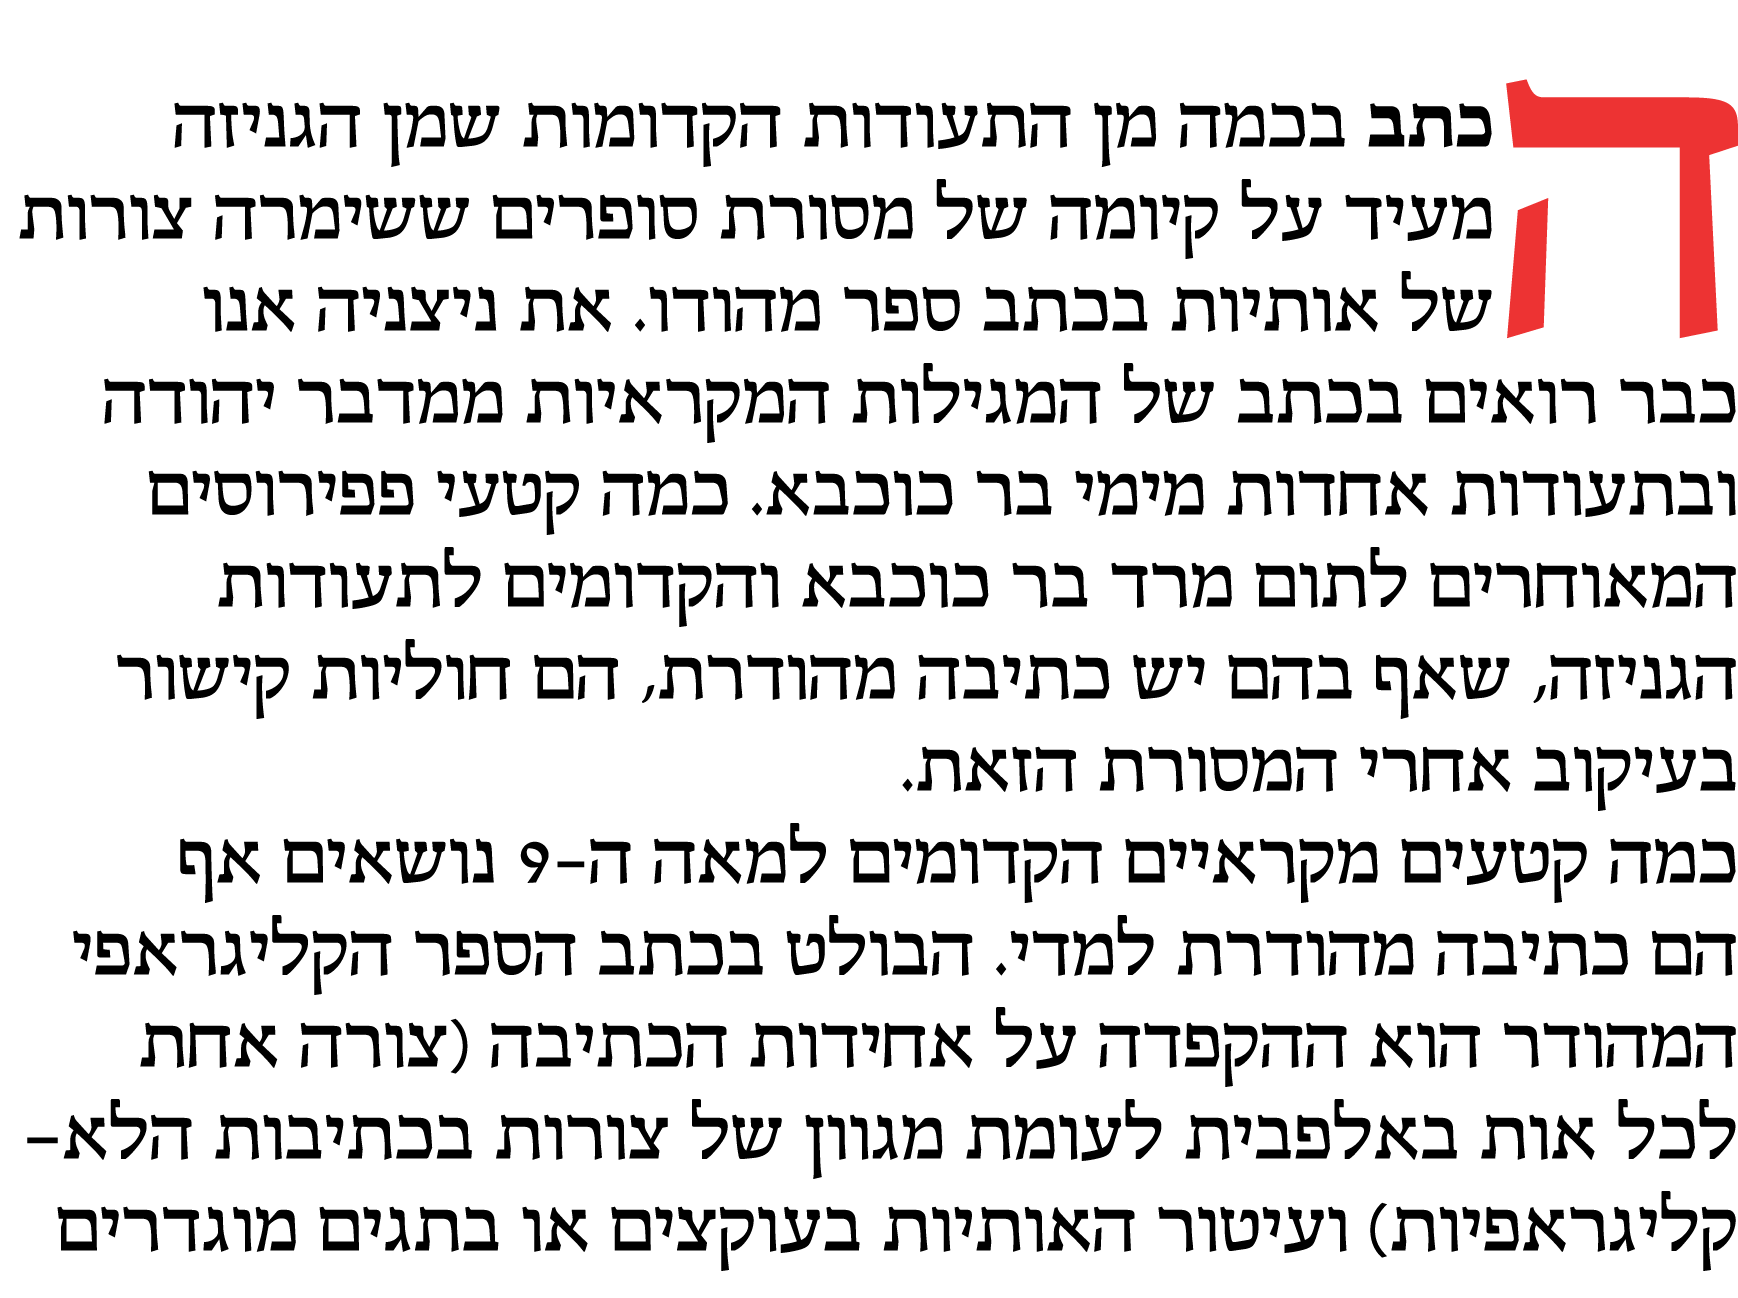 הכתב בכמה מן התעודות הקדומות שמן הגניזה
מעיד על קיומה של מסורת סופרים ששימרה צורות
של אותיות בכתב ספר מהודו. את ניצניה אנו
כבר רואים בכתב של המגילות המקראיות ממדבר יהודה
ובתעודות אחדות מימי בר כוכבא. כמה קטעי פפירוסים
המאוחרים לתום מרד בר כוכבא והקדומים לתעודות
הגניזה, שאף בהם יש כתיבה מהודרת, הם חוליות קישור
בעיקוב אחרי המסורת הזאת.
כמה קטעים מקראיים הקדומים למאה ה-9 נושאים אף
הם כתיבה מהודרת למדי. הבולט בכתב הספר הקליגראפי
המהודר הוא ההקפדה על אחידות הכתיבה (צורה אחת
לכל אות באלפבית לעומת מגוון של צורות בכתיבות הלא-
קליגראפיות) ועיטור האותיות בעוקצים או בתגים מוגדרים